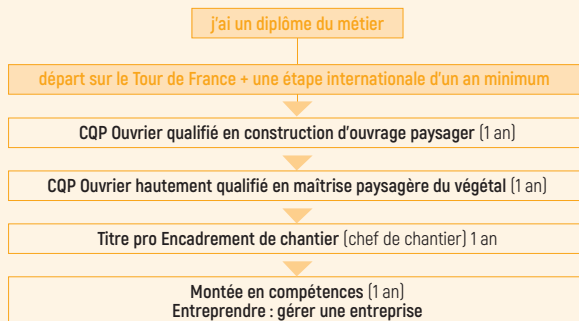 j'ai un diplôme du métier
départ sur le Tour de France + une étape internationale d'un an minimum
CQP Ouvrier qualifié en construction d'ouvrage paysager (1 an)
CQP Ouvrier hautement qualifié en maîtrise paysagère du végétal (1 an)
Titre pro Encadrement de chantier (chef de chantier) 1 an
Montée en compétences (1 an)
Entreprendre : gérer une entreprise